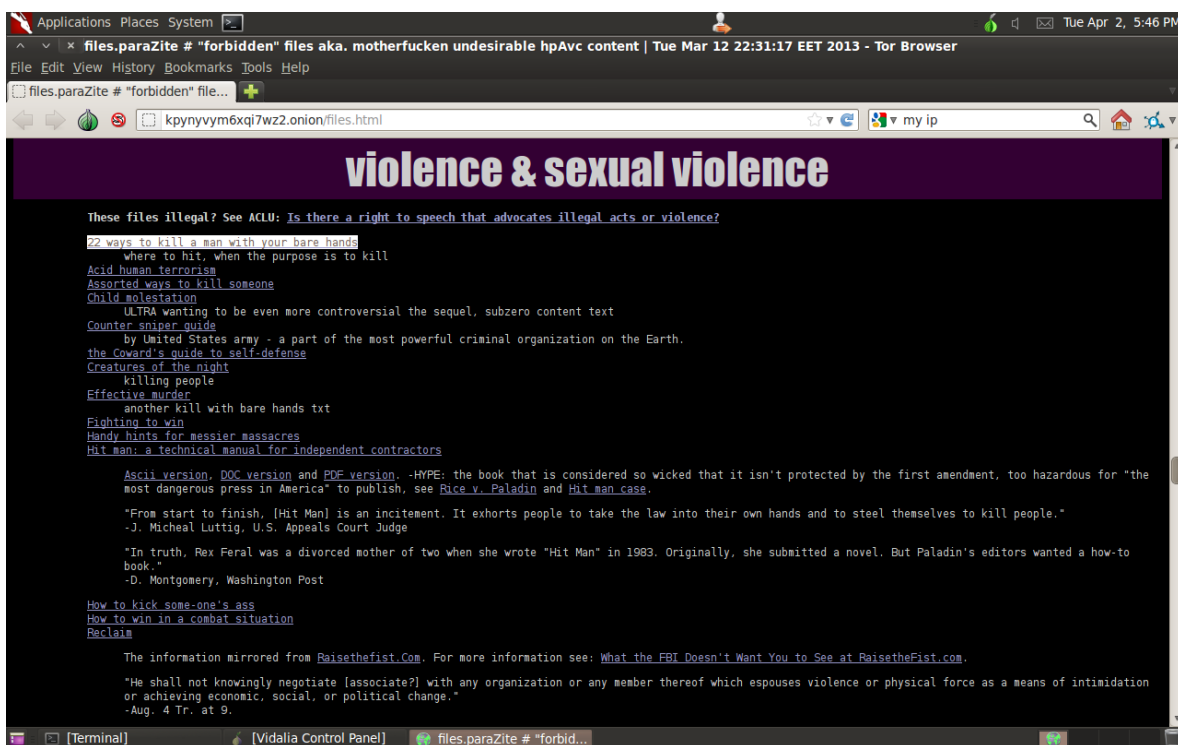 Applications Places System
Tue Apr 2, 5:46 PM
files.paraZite # "forbidden" files aka. motherfucken undesirable hpAvc content | Tue Mar 12 22:31:17 EET 2013 - Tor Browser
File Edit View History Bookmarks Tools Help
files.paraZite # "forbidden" file...
kpynyvym6xqi7wz2.onion/files.html
my ip
violence & sexual violence
These files illegal? See ACLU: Is there a right to speech that advocates illegal acts or violence?
22 ways to kill a man with your bare hands
where to hit, when the purpose is to kill
Acid human terrorism
Assorted ways to kill someone
Child molestation
ULTRA wanting to be even more controversial the sequel, subzero content text
Counter sniper guide
by Umited States army - a part of the most powerful criminal organization on the Earth.
the Coward's guide to self-defense
Creatures of the night
killing people
Effective murder
another kill with bare hands txt
Fighting to win
Handy hints for messier massacres
Hit man: a technical manual for independent contractors
Ascii version, DOC version and PDF version. -HYPE: the book that is considered so wicked that it isn't protected by the first amendment, too hazardous for "the
most dangerous press in America" to publish, see Rice v. Paladin and Hit man case.
"From start to finish, [Hit Man] is an incitement. It exhorts people to take the law into their own hands and to steel themselves to kill people."
-J. Micheal Luttig, U.S. Appeals Court Judge
"In truth, Rex Feral was a divorced mother of two when she wrote "Hit Man" in 1983. Originally, she submitted a novel. But Paladin's editors wanted a how-to
book."
-D. Montgomery, Washington Post
How to kick some-one's ass
How to win in a combat situation
Reclaim
The information mirrored from Raisethefist.Com. For more information see: What the FBI Doesn't Want You to See at RaisetheFist.com.
"He shall not knowingly negotiate [associate?] with any organization or any member thereof which espouses violence or physical force as a means of intimidation
or achieving economic, social, or political change."
-Aug. 4 Tr. at 9.
[Terminal]
[Vidalia Control Panel]
files.paraZite # "forbid...